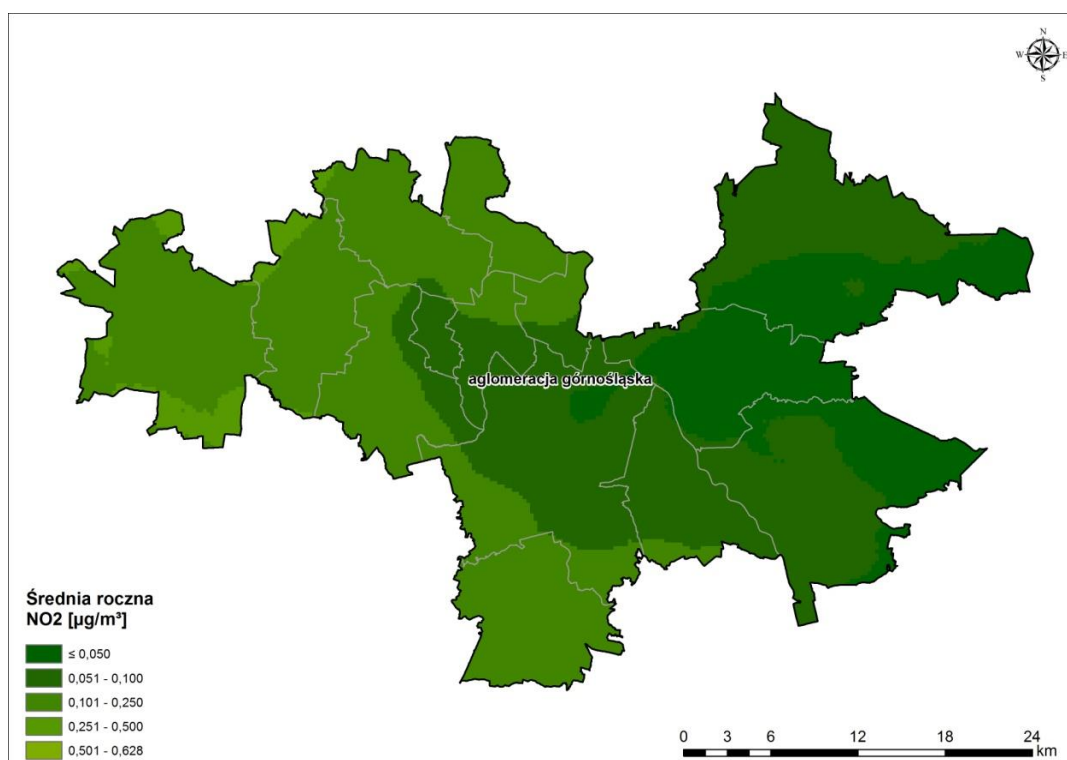 N
W E
S
aglomeracja górnośląska
Średnia roczna
NO2 [µg/m³]
≤ 0,050
0,051 - 0,100
0,101 - 0,250
0,251 - 0,500
0,501 - 0,628
0 3 6 12 18 24
km